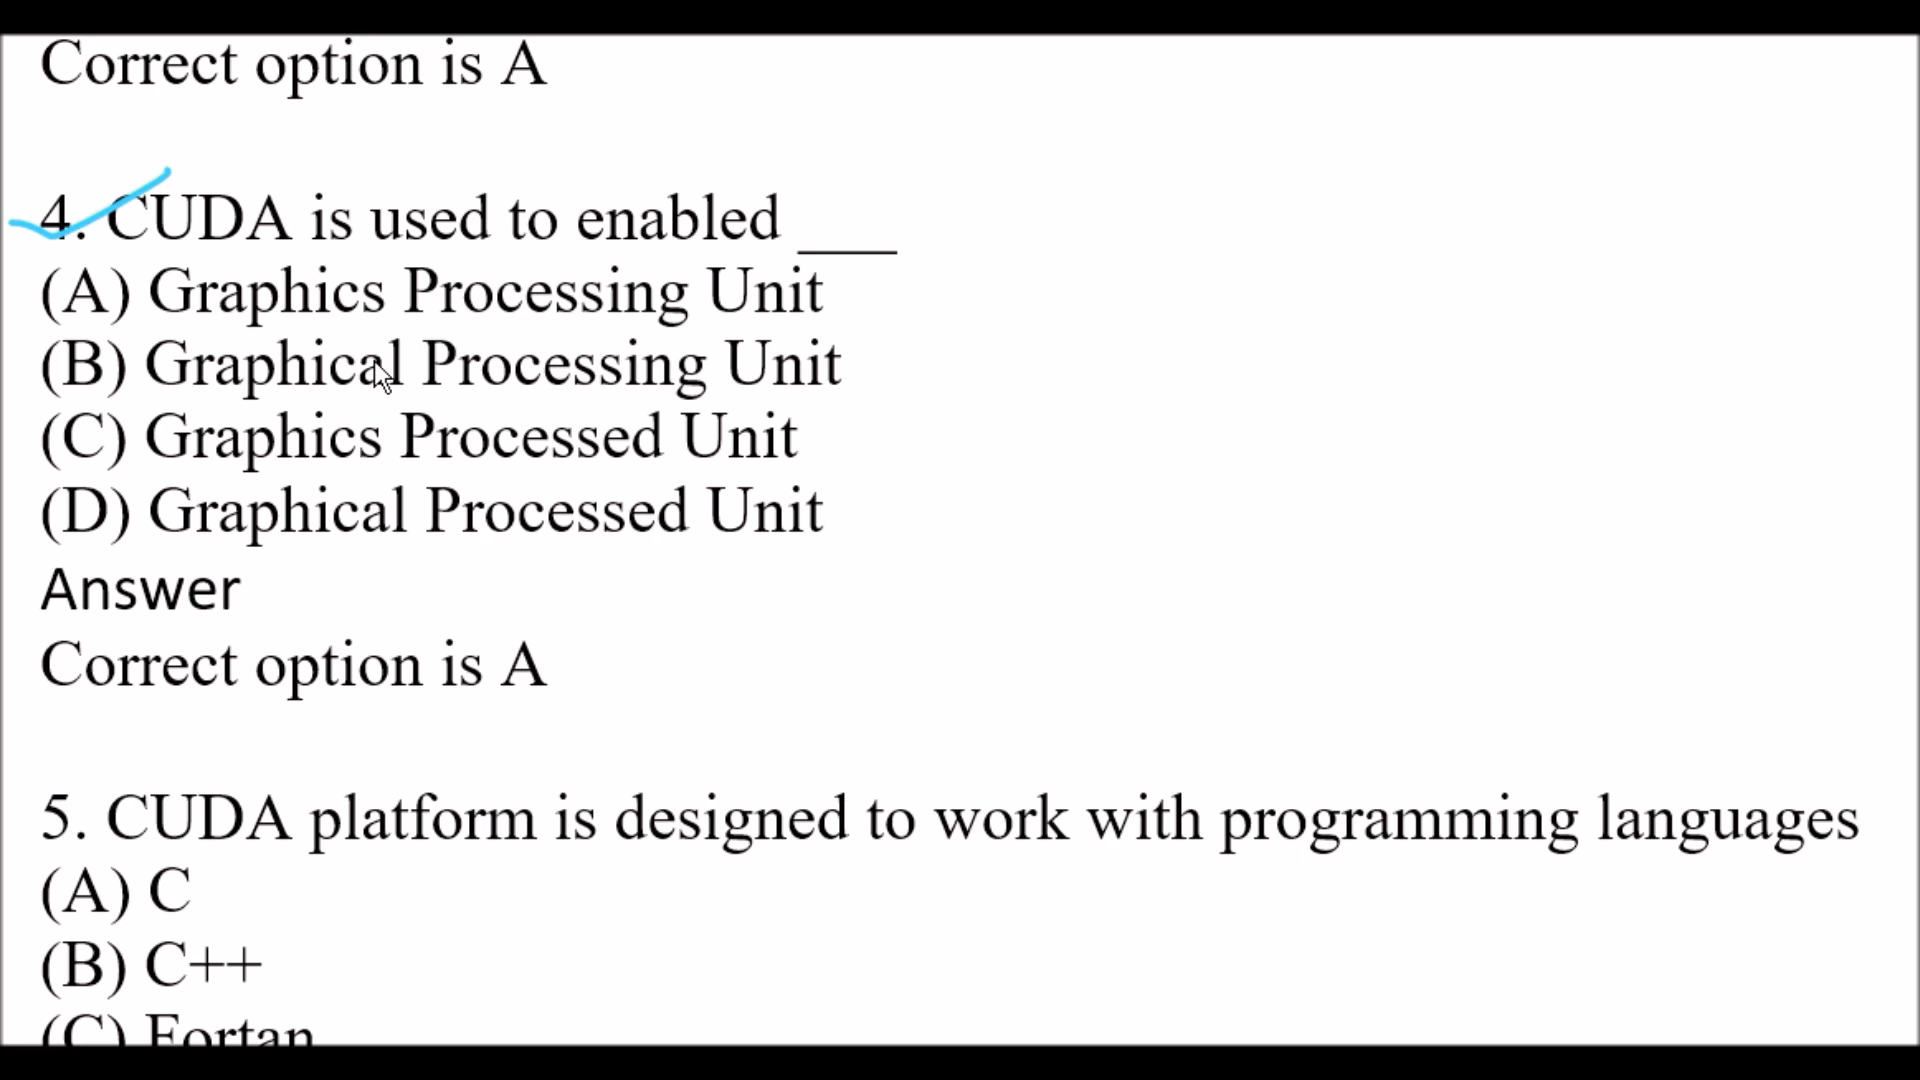 Correct option is A
4. CUDA is used to enabled ___
(A) Graphics Processing Unit
(B) Graphical Processing Unit
(C) Graphics Processed Unit
(D) Graphical Processed Unit
Answer
Correct option is A
5. CUDA platform is designed to work with programming languages
(A) C
(B) C++
(C) Fortan